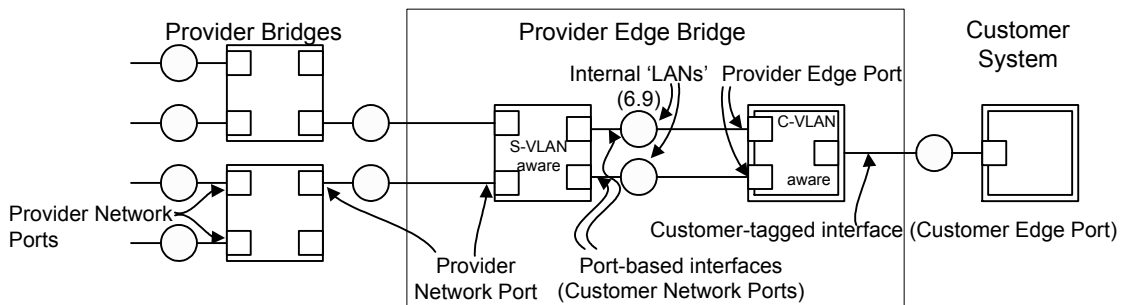 Provider Bridges
Provider Edge Bridge
Customer
System
Internal ‘LANs’
(6.9)
Provider Edge Port
S-VLAN
aware
C-VLAN
aware
Provider Network
Ports
Customer-tagged interface (Customer Edge Port)
Provider
Network Port
Port-based interfaces
(Customer Network Ports)